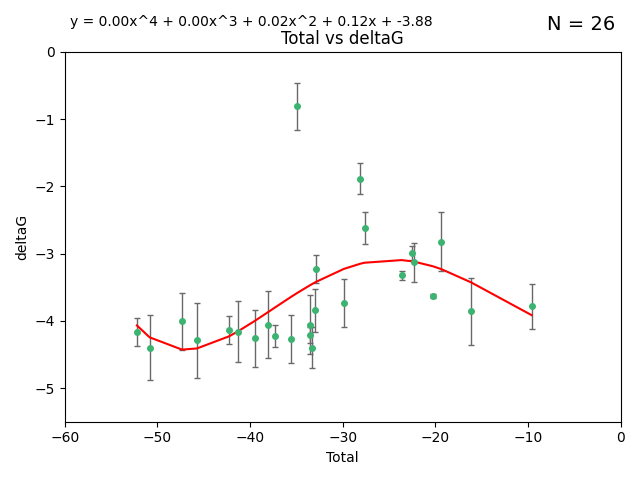 y = 0.00x^4 + 0.00x^3 + 0.02x^2 + 0.12x + -3.88
N = 26
Total vs deltaG
0
−1
−2
−3
−4
−5
deltaG
−60
−50
−40
−30
−20
−10
0
Total